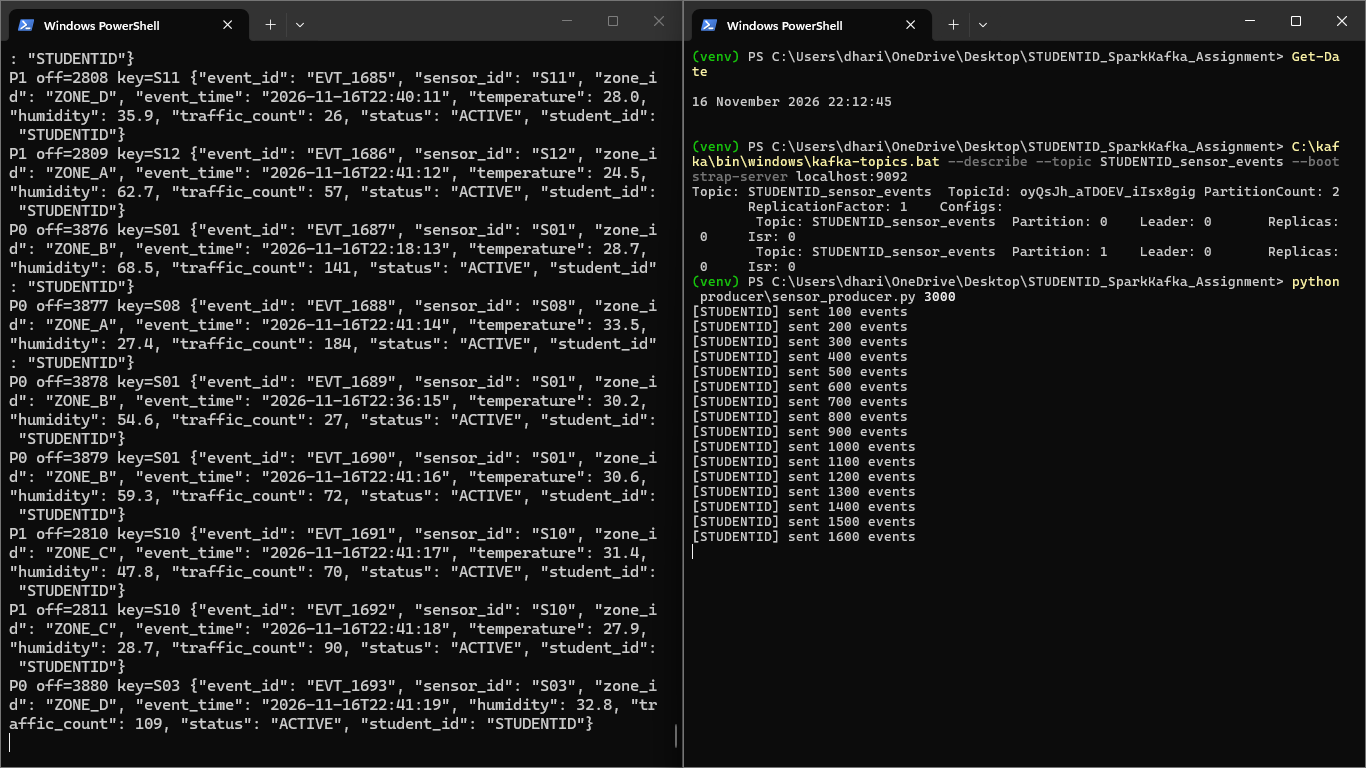 Windows PowerShell
: "STUDENTID"}
P1 off=2808 key=S11 {"event_id": "EVT_1685", "sensor_id": "S11", "zone_i
d": "ZONE_D", "event_time": "2026-11-16T22:40:11", "temperature": 28.0,
"humidity": 35.9, "traffic_count": 26, "status": "ACTIVE", "student_id":
"STUDENTID"}
P1 off=2809 key=S12 {"event_id": "EVT_1686", "sensor_id": "S12", "zone_i
d": "ZONE_A", "event_time": "2026-11-16T22:41:12", "temperature": 24.5,
"humidity": 62.7, "traffic_count": 57, "status": "ACTIVE", "student_id":
"STUDENTID"}
P0 off=3876 key=S01 {"event_id": "EVT_1687", "sensor_id": "S01", "zone_i
d": "ZONE_B", "event_time": "2026-11-16T22:18:13", "temperature": 28.7,
"humidity": 68.5, "traffic_count": 141, "status": "ACTIVE", "student_id"
: "STUDENTID"}
P0 off=3877 key=S08 {"event_id": "EVT_1688", "sensor_id": "S08", "zone_i
d": "ZONE_A", "event_time": "2026-11-16T22:41:14", "temperature": 33.5,
"humidity": 27.4, "traffic_count": 184, "status": "ACTIVE", "student_id"
: "STUDENTID"}
P0 off=3878 key=S01 {"event_id": "EVT_1689", "sensor_id": "S01", "zone_i
d": "ZONE_B", "event_time": "2026-11-16T22:36:15", "temperature": 30.2,
"humidity": 54.6, "traffic_count": 27, "status": "ACTIVE", "student_id":
"STUDENTID"}
P0 off=3879 key=S01 {"event_id": "EVT_1690", "sensor_id": "S01", "zone_i
d": "ZONE_B", "event_time": "2026-11-16T22:41:16", "temperature": 30.6,
"humidity": 59.3, "traffic_count": 72, "status": "ACTIVE", "student_id":
"STUDENTID"}
P1 off=2810 key=S10 {"event_id": "EVT_1691", "sensor_id": "S10", "zone_i
d": "ZONE_C", "event_time": "2026-11-16T22:41:17", "temperature": 31.4,
"humidity": 47.8, "traffic_count": 70, "status": "ACTIVE", "student_id":
"STUDENTID"}
P1 off=2811 key=S10 {"event_id": "EVT_1692", "sensor_id": "S10", "zone_i
d": "ZONE_C", "event_time": "2026-11-16T22:41:18", "temperature": 27.9,
"humidity": 28.7, "traffic_count": 90, "status": "ACTIVE", "student_id":
"STUDENTID"}
P0 off=3880 key=S03 {"event_id": "EVT_1693", "sensor_id": "S03", "zone_i
d": "ZONE_D", "event_time": "2026-11-16T22:41:19", "humidity": 32.8, "tr
affic_count": 109, "status": "ACTIVE", "student_id": "STUDENTID"}
Windows PowerShell
(venv) PS C:\Users\dhari\OneDrive\Desktop\STUDENTID_SparkKafka_Assignment> Get-Da
te
16 November 2026 22:12:45
(venv) PS C:\Users\dhari\OneDrive\Desktop\STUDENTID_SparkKafka_Assignment> C:\kaf
ka\bin\windows\kafka-topics.bat --describe --topic STUDENTID_sensor_events --boot
strap-server localhost:9092
Topic: STUDENTID_sensor_events TopicId: oyQsJh_aTDOEV_iIsx8gig PartitionCount: 2
ReplicationFactor: 1 Configs:
Topic: STUDENTID_sensor_events Partition: 0 Leader: 0 Replicas:
0 Isr: 0
Topic: STUDENTID_sensor_events Partition: 1 Leader: 0 Replicas:
0 Isr: 0
(venv) PS C:\Users\dhari\OneDrive\Desktop\STUDENTID_SparkKafka_Assignment> python
producer\sensor_producer.py 3000
[STUDENTID] sent 100 events
[STUDENTID] sent 200 events
[STUDENTID] sent 300 events
[STUDENTID] sent 400 events
[STUDENTID] sent 500 events
[STUDENTID] sent 600 events
[STUDENTID] sent 700 events
[STUDENTID] sent 800 events
[STUDENTID] sent 900 events
[STUDENTID] sent 1000 events
[STUDENTID] sent 1100 events
[STUDENTID] sent 1200 events
[STUDENTID] sent 1300 events
[STUDENTID] sent 1400 events
[STUDENTID] sent 1500 events
[STUDENTID] sent 1600 events